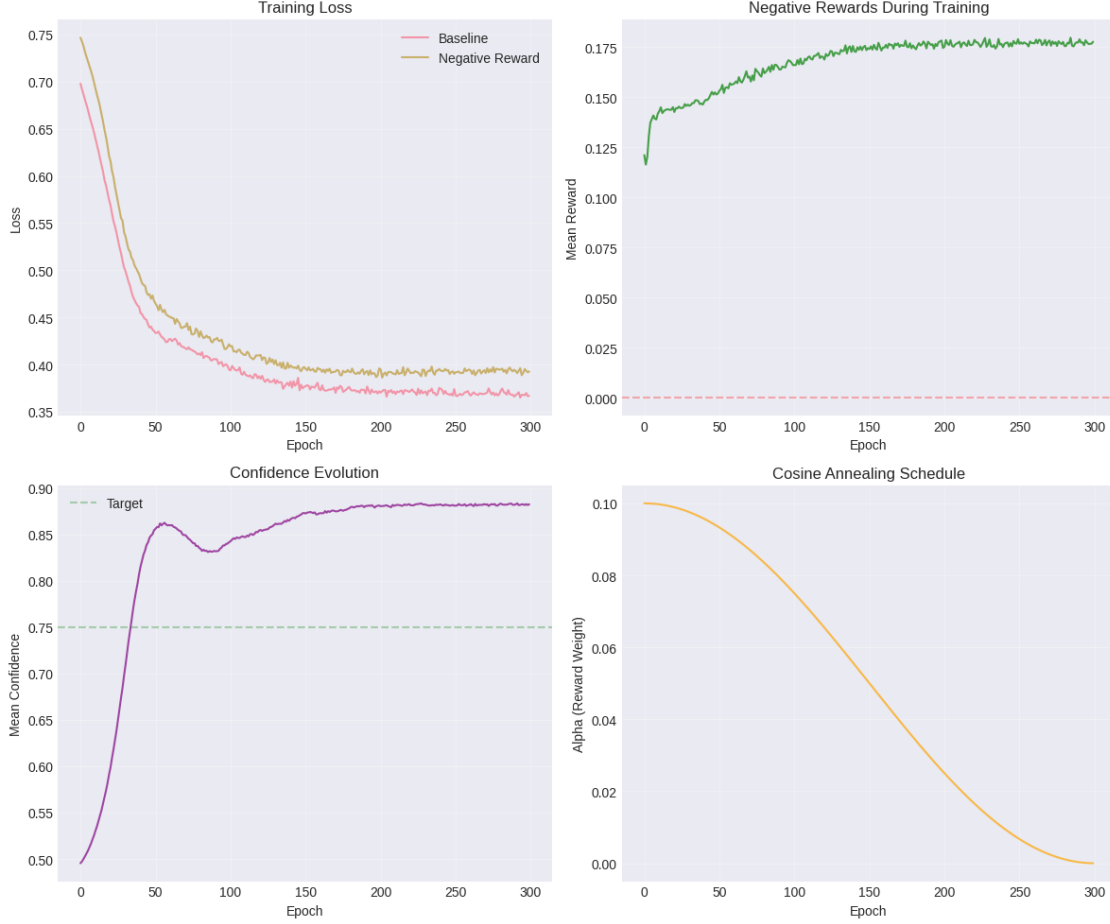 Training Loss
0.75
0.70
0.65
0.60
0.55
0.50
0.45
0.40
0.35
Loss
Baseline
Negative Reward
0 50 100 150 200 250 300
Epoch
Negative Rewards During Training
0.175
0.150
0.125
0.100
0.075
0.050
0.025
0.000
Mean Reward
0 50 100 150 200 250 300
Epoch
Confidence Evolution
0.90
0.85
0.80
0.75
0.70
0.65
0.60
0.55
0.50
Mean Confidence
Target
0 50 100 150 200 250 300
Epoch
Cosine Annealing Schedule
0.10
0.08
0.06
0.04
0.02
0.00
Alpha (Reward Weight)
0 50 100 150 200 250 300
Epoch